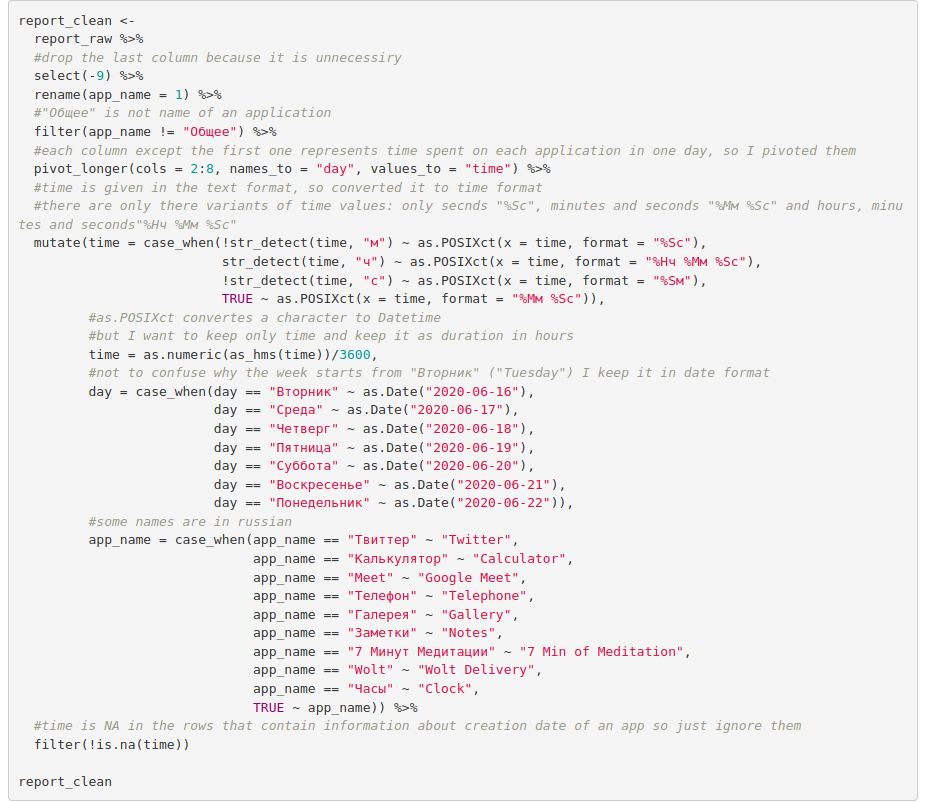 report_clean <-
  report_raw %>%
  #drop the last column because it is unnecessiry
  select(-9) %>%
  rename(app_name = 1) %>%
  #"Общее" is not name of an application
  filter(app_name != "Общее") %>%
  #each column except the first one represents time spent on each application in one day, so I pivoted them
  pivot_longer(cols = 2:8, names_to = "day", values_to = "time") %>%
  #time is given in the text format, so converted it to time format
  #there are only there variants of time values: only secnds "%Sс", minutes and seconds "%Mм %Sс" and hours, minu
tes and seconds"%Hч %Mм %Sс"
  mutate(time = case_when(!str_detect(time, "м") ~ as.POSIXct(x = time, format = "%Sс"),
                          str_detect(time, "ч") ~ as.POSIXct(x = time, format = "%Hч %Mм %Sс"),
                          !str_detect(time, "с") ~ as.POSIXct(x = time, format = "%Sм"),
                          TRUE ~ as.POSIXct(x = time, format = "%Mм %Sс")),
         #as.POSIXct convertes a character to Datetime
         #but I want to keep only time and keep it as duration in hours
         time = as.numeric(as_hms(time))/3600,
         #not to confuse why the week starts from "Вторник" ("Tuesday") I keep it in date format
         day = case_when(day == "Вторник" ~ as.Date("2020-06-16"),
                         day == "Среда" ~ as.Date("2020-06-17"),
                         day == "Четверг" ~ as.Date("2020-06-18"),
                         day == "Пятница" ~ as.Date("2020-06-19"),
                         day == "Суббота" ~ as.Date("2020-06-20"),
                         day == "Воскресенье" ~ as.Date("2020-06-21"),
                         day == "Понедельник" ~ as.Date("2020-06-22")),
         #some names are in russian
         app_name = case_when(app_name == "Твиттер" ~ "Twitter",
                              app_name == "Калькулятор" ~ "Calculator",
                              app_name == "Meet" ~ "Google Meet",
                              app_name == "Телефон" ~ "Telephone",
                              app_name == "Галерея" ~ "Gallery",
                              app_name == "Заметки" ~ "Notes",
                              app_name == "7 Минут Медитации" ~ "7 Min of Meditation",
                              app_name == "Wolt" ~ "Wolt Delivery",
                              app_name == "Часы" ~ "Clock",
                              TRUE ~ app_name)) %>%
  #time is NA in the rows that contain information about creation date of an app so just ignore them
  filter(!is.na(time))

report_clean